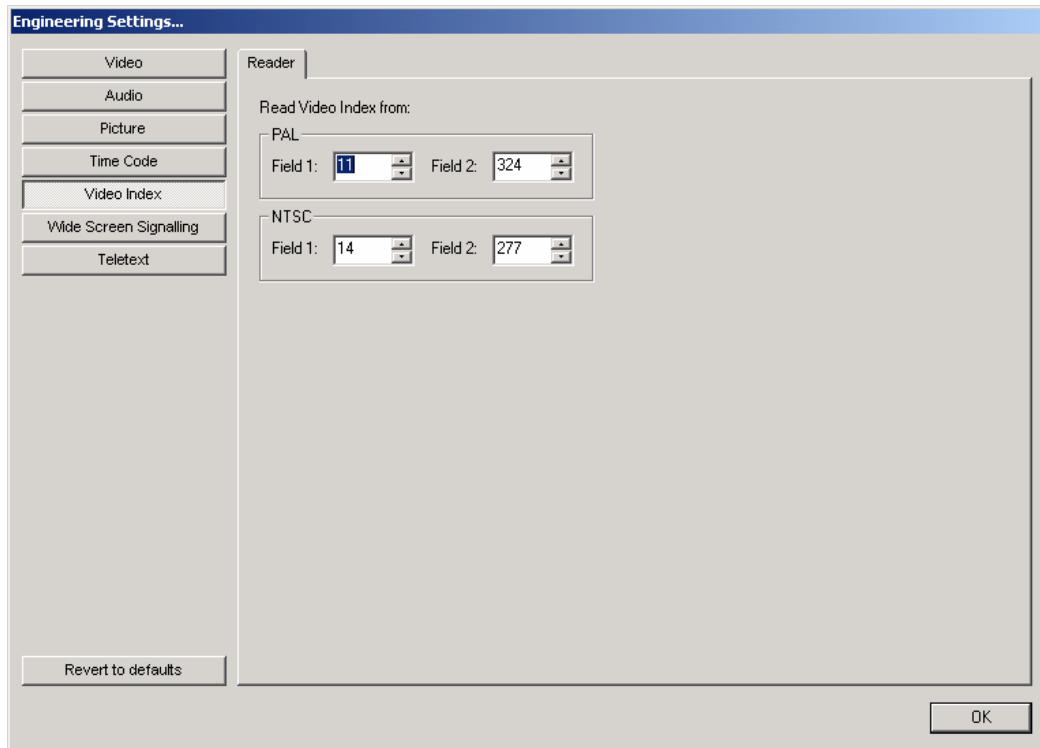 Engineering Settings...
Video
Audio
Picture
Time Code
Video Index
Wide Screen Signalling
Teletext
Revert to defaults
Reader
Read Video Index from:
PAL
Field 1: 11 Field 2: 324
NTSC
Field 1: 14 Field 2: 277
OK